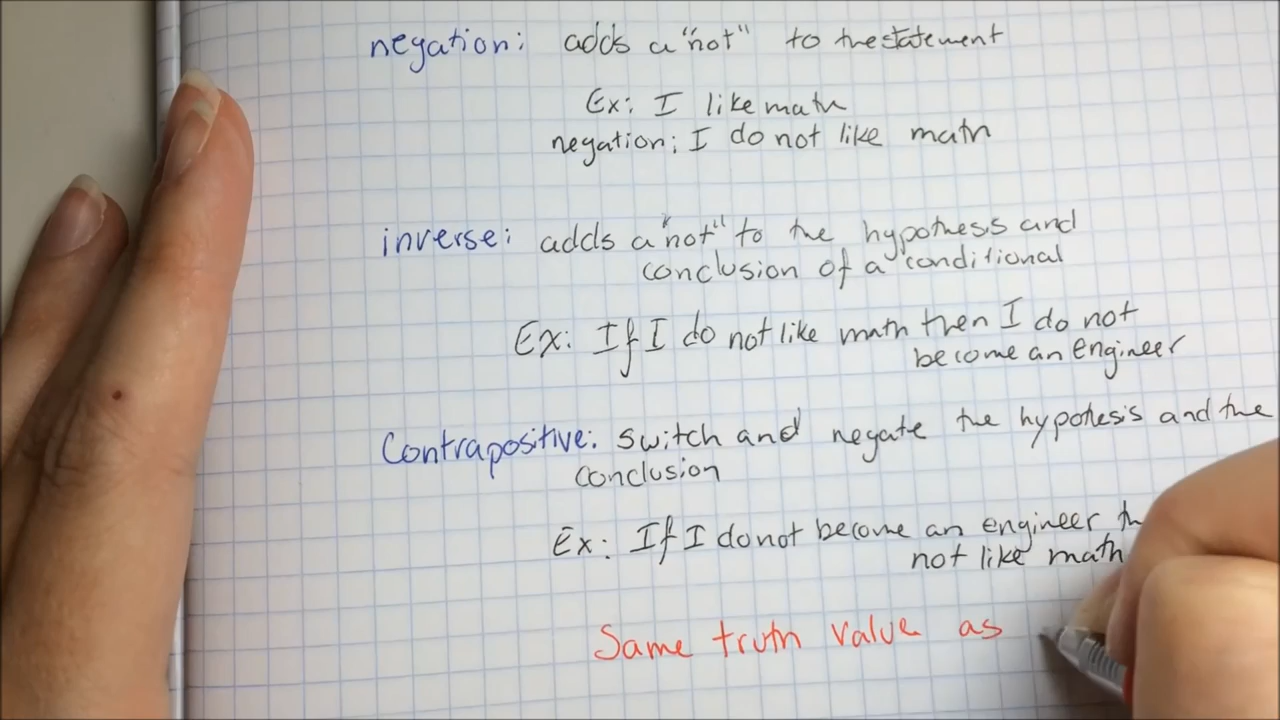 negation: adds a "not" to the statement
Ex: I like math
negation: I do not like math
inverse: adds a "not" to the hypothesis and
conclusion of a conditional
Ex: If I do not like math then I do not
become an engineer
Contrapositive: switch and negate the hypothesis and the
conclusion
Ex: If I do not become an engineer
not like math
Same truth value as